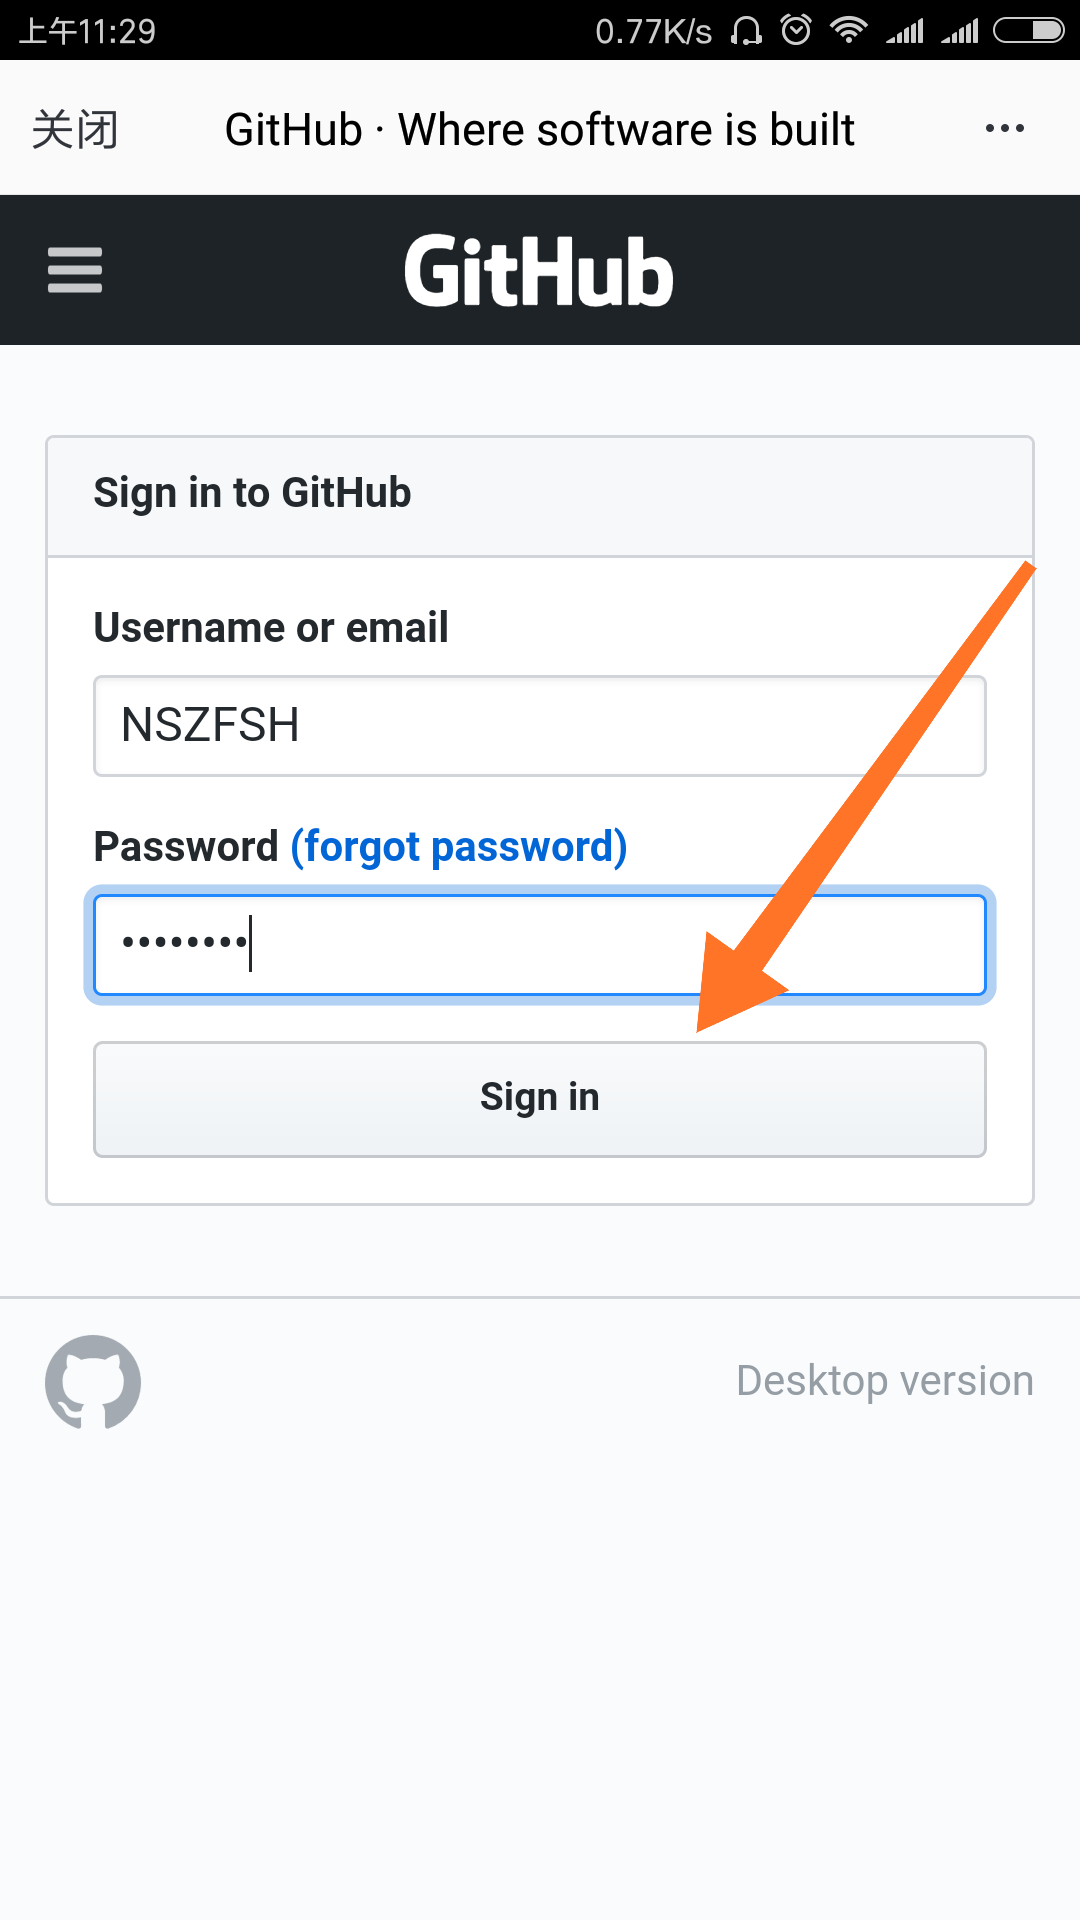 上午11:29
0.77K/s
关闭
GitHub · Where software is built
•••
GitHub
Sign in to GitHub
Username or email
NSZFSH
Password (forgot password)
••••••••
Sign in
Desktop version